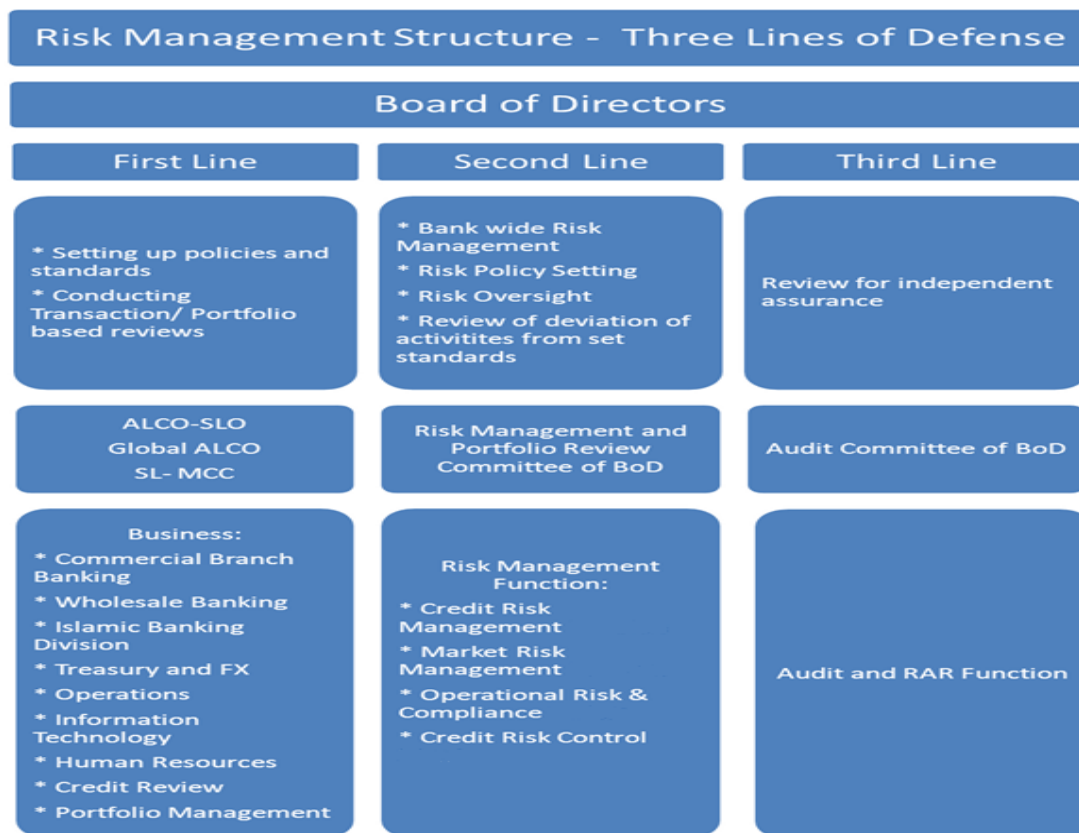 Risk Management Structure - Three Lines of Defense
Board of Directors
First Line
Second Line
Third Line
* Setting up policies and
standards
* Conducting
Transaction/ Portfolio
based reviews
* Bank wide Risk
Management
* Risk Policy Setting
* Risk Oversight
* Review of deviation of
activitites from set
standards
Review for independent
assurance
ALCO-SLO
Global ALCO
SL- MCC
Risk Management and
Portfolio Review
Committee of BoD
Audit Committee of BoD
Business:
* Commercial Branch
Banking
* Wholesale Banking
* Islamic Banking
Division
* Treasury and FX
* Operations
* Information
Technology
* Human Resources
* Credit Review
* Portfolio Management
Risk Management
Function:
* Credit Risk
Management
* Market Risk
Management
* Operational Risk &
Compliance
* Credit Risk Control
Audit and RAR Function